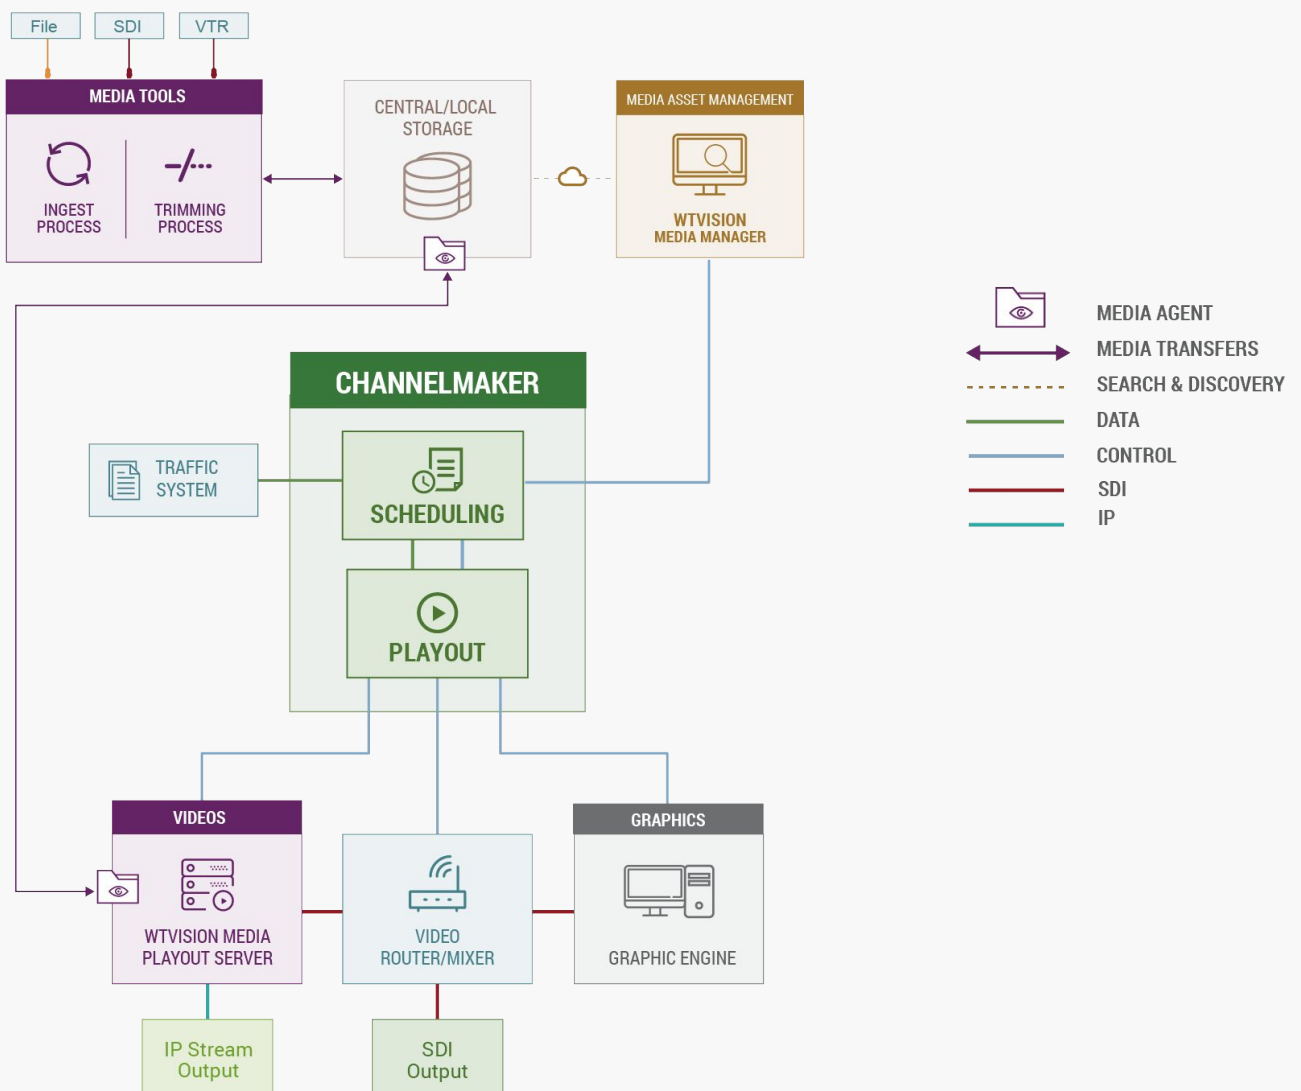 File
SDI
VTR
MEDIA TOOLS
INGEST
PROCESS
TRIMMING
PROCESS
CENTRAL/LOCAL
STORAGE
MEDIA ASSET MANAGEMENT
WTVISION
MEDIA MANAGER
MEDIA AGENT
MEDIA TRANSFERS
SEARCH & DISCOVERY
DATA
CONTROL
SDI
IP
CHANNELMAKER
TRAFFIC
SYSTEM
SCHEDULING
PLAYOUT
VIDEOS
WTVISION MEDIA
PLAYOUT SERVER
VIDEO
ROUTER/MIXER
GRAPHICS
GRAPHIC ENGINE
IP Stream
Output
SDI
Output